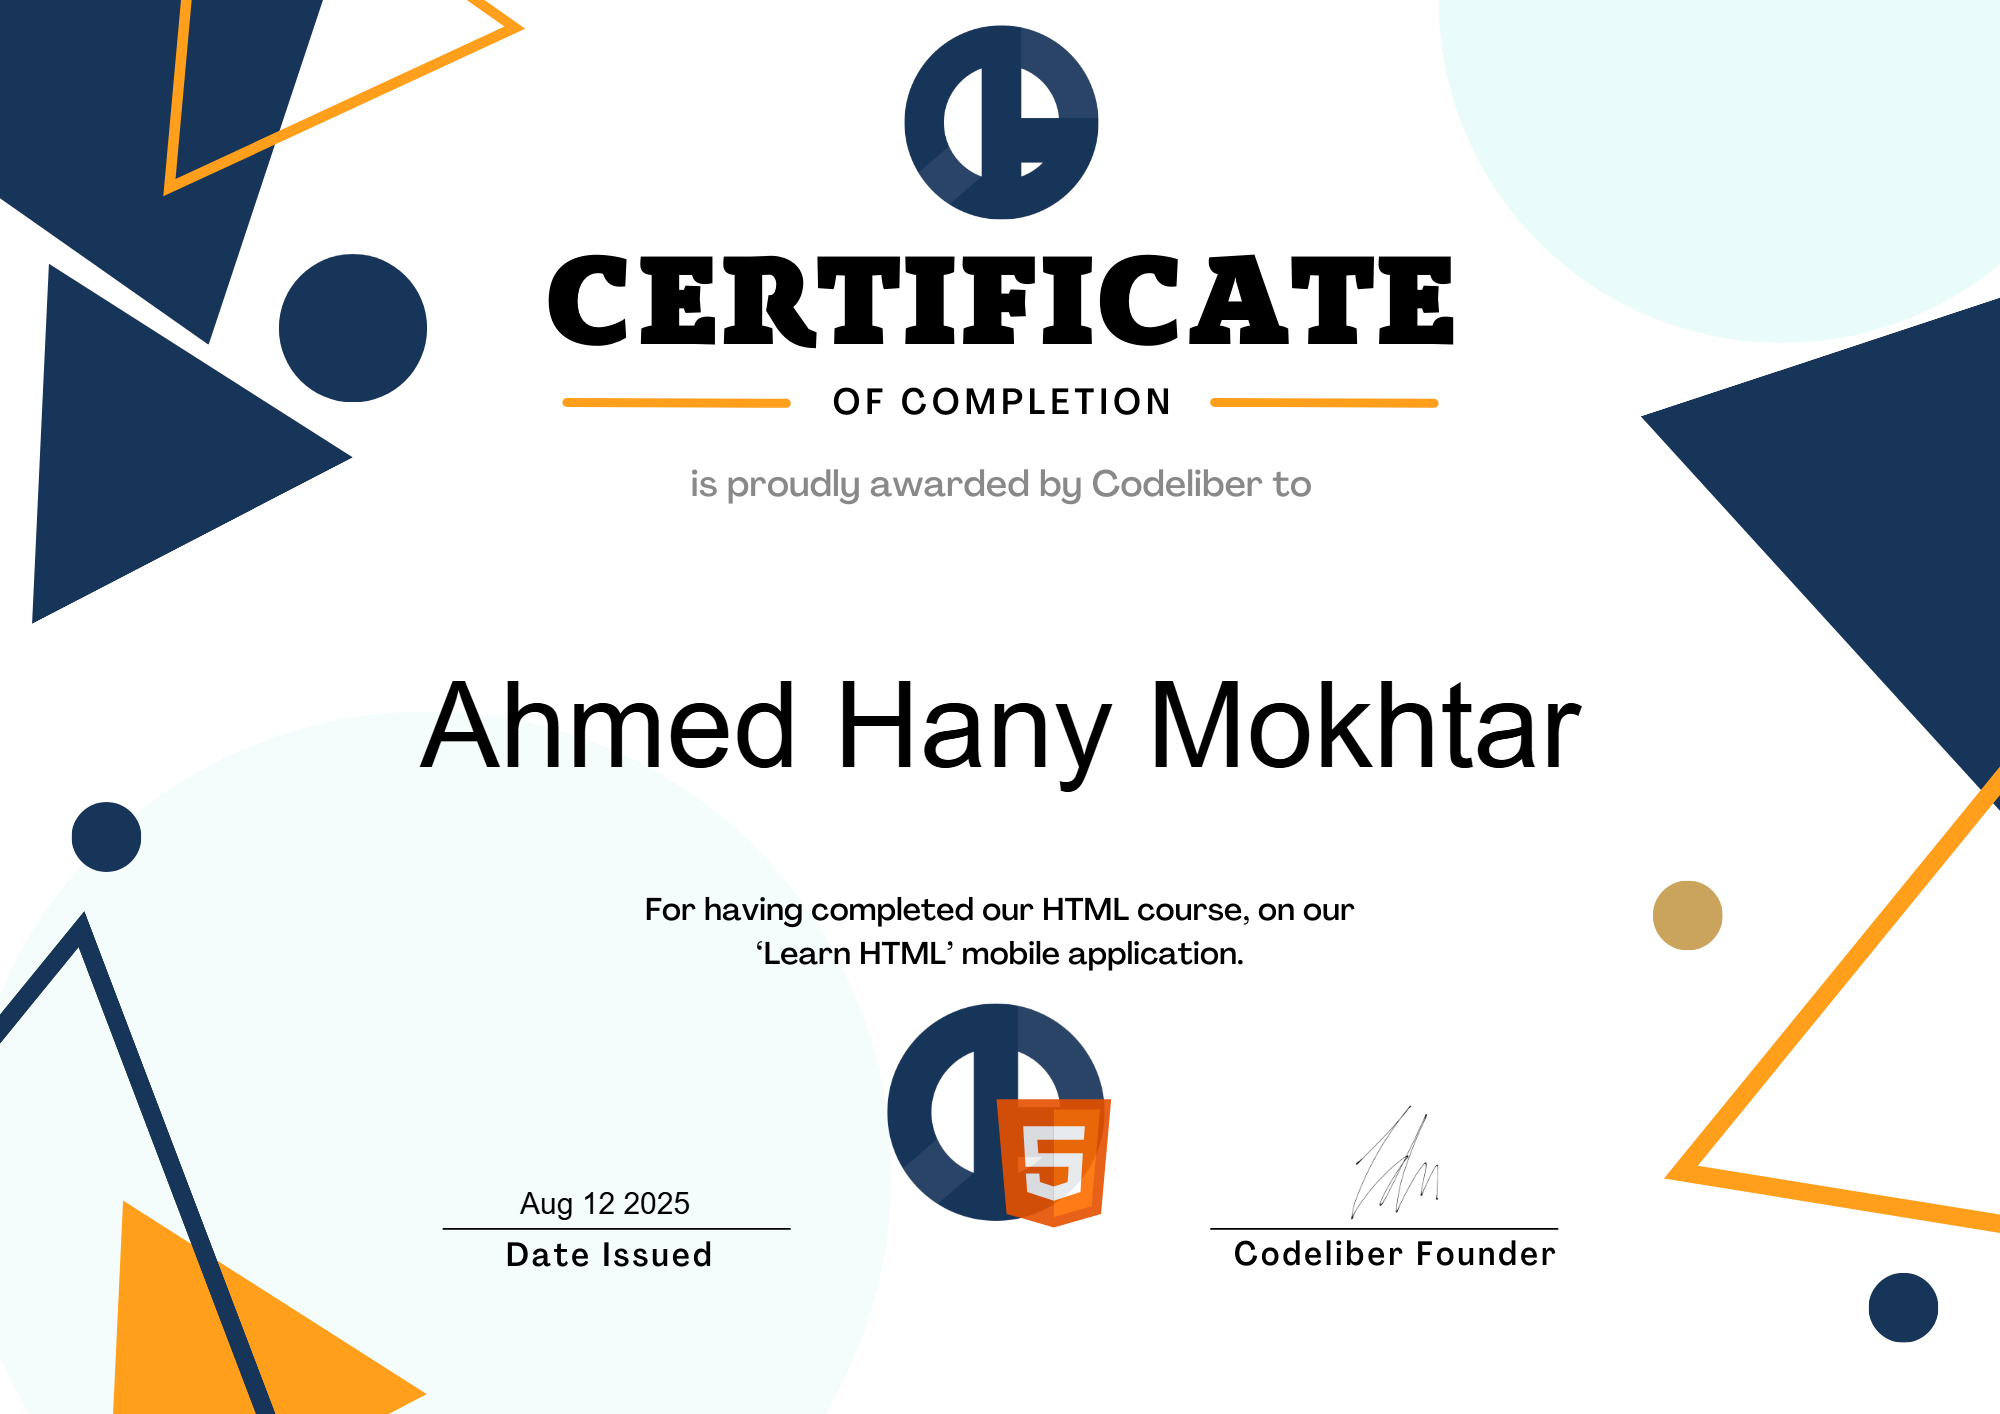 CERTIFICATE
OF COMPLETION
is proudly awarded by Codeliber to
Ahmed Hany Mokhtar
For having completed our HTML course, on our
‘Learn HTML’ mobile application.
5
Aug 12 2025
Date Issued
Codeliber Founder